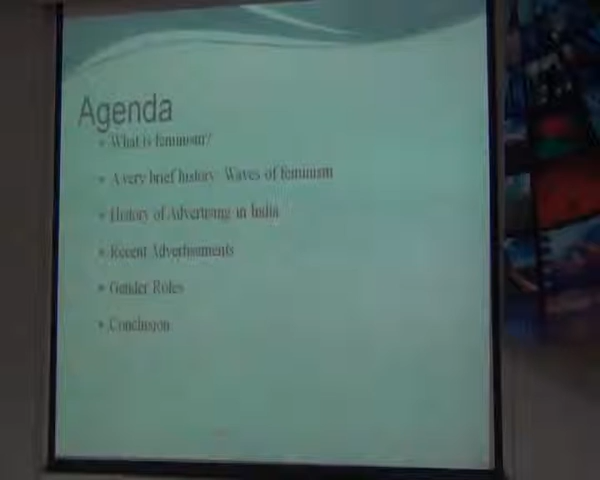 Agenda
What is feminism?
A very brief history: Waves of feminism
History of Advertising in India
Recent Advertisements
Gender Roles
Conclusion